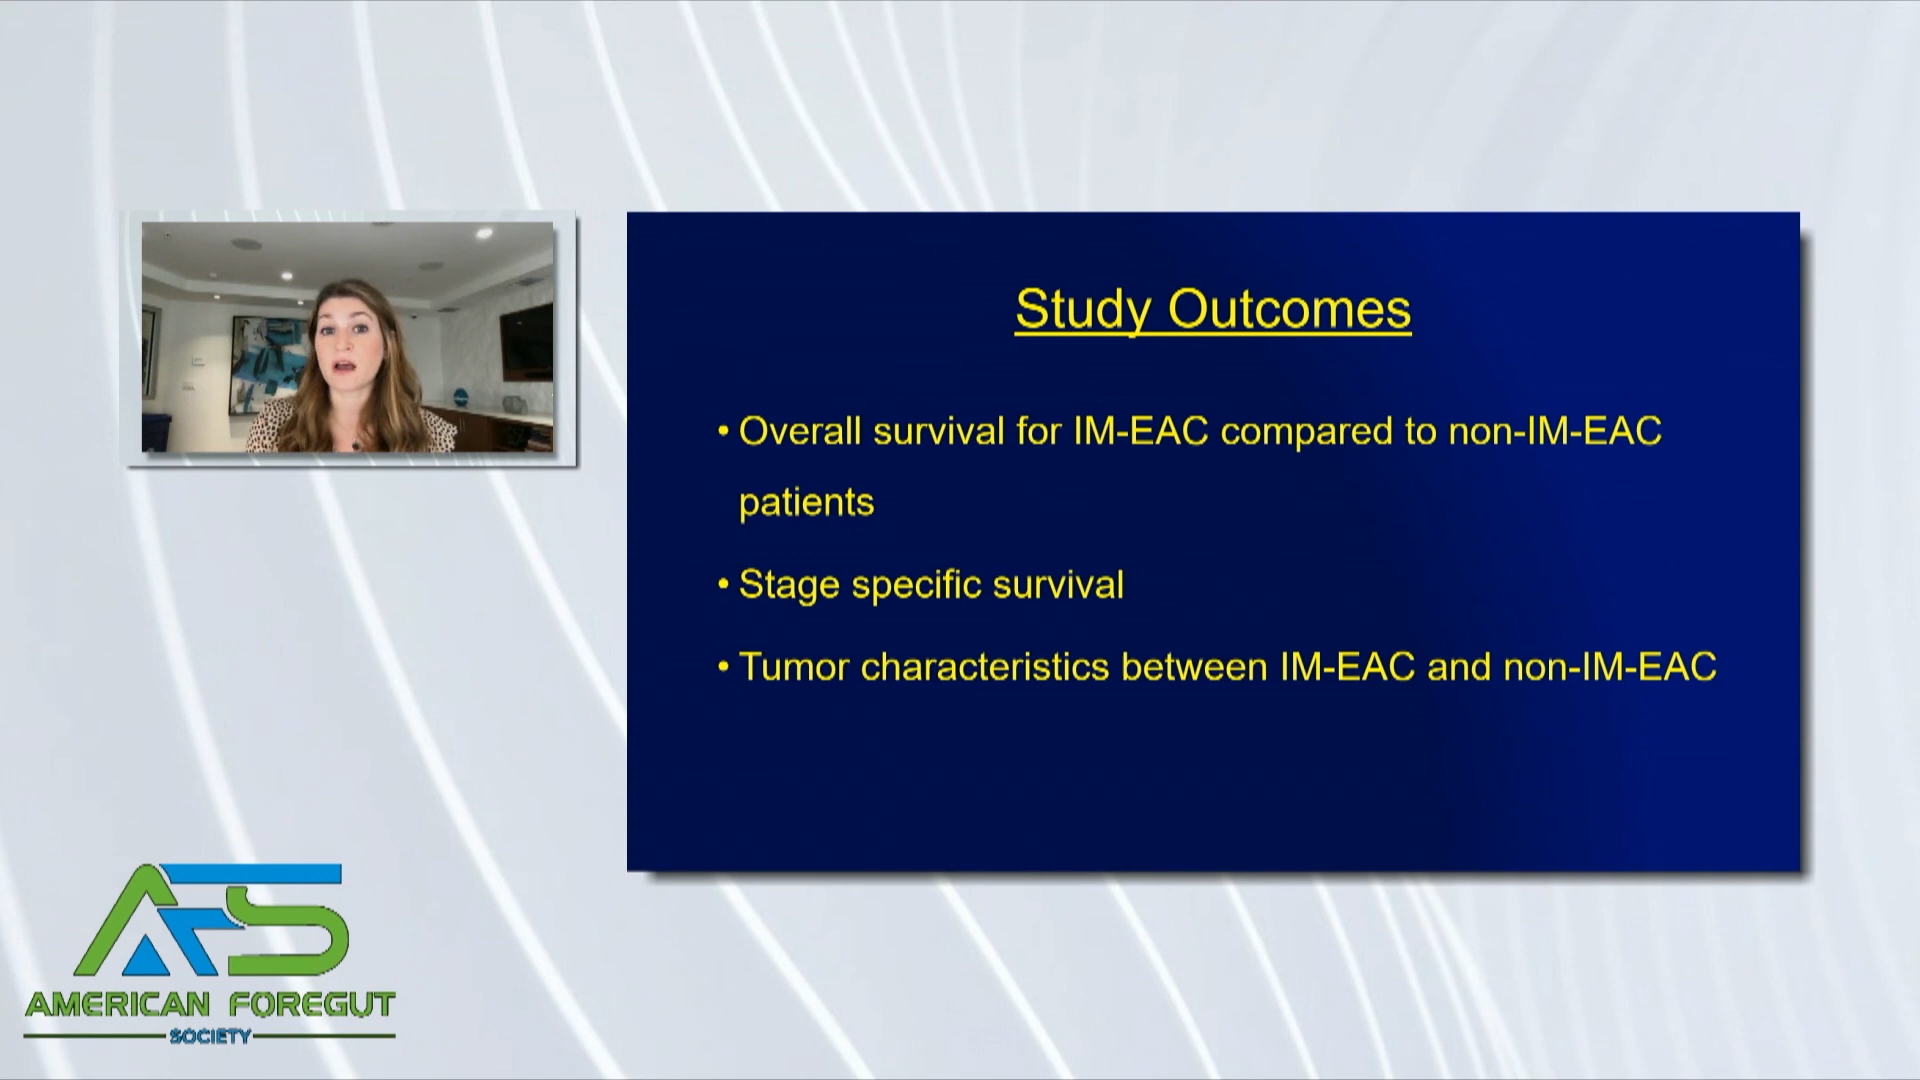 Study Outcomes
• Overall survival for IM-EAC compared to non-IM-EAC
patients
• Stage specific survival
• Tumor characteristics between IM-EAC and non-IM-EAC
AFS
AMERICAN FOREGUT
SOCIETY